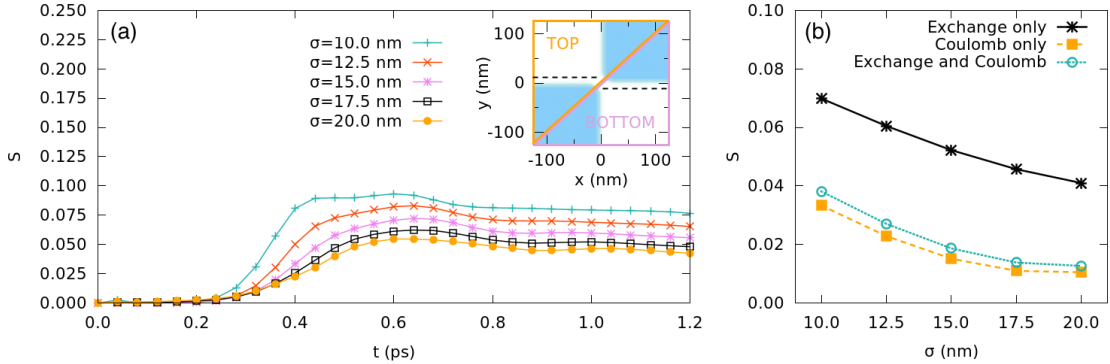 (a)
S
0.250
0.225
0.200
0.175
0.150
0.125
0.100
0.075
0.050
0.025
0.000
σ=10.0 nm
σ=12.5 nm
σ=15.0 nm
σ=17.5 nm
σ=20.0 nm
0.0 0.2 0.4 0.6 0.8 1.0 1.2
t (ps)
TOP
BOTTOM
y (nm)
100
0
-100
-100 0 100
x (nm)
(b)
S
0.10
0.08
0.06
0.04
0.02
0.00
Exchange only
Coulomb only
Exchange and Coulomb
10.0 12.5 15.0 17.5 20.0
σ (nm)